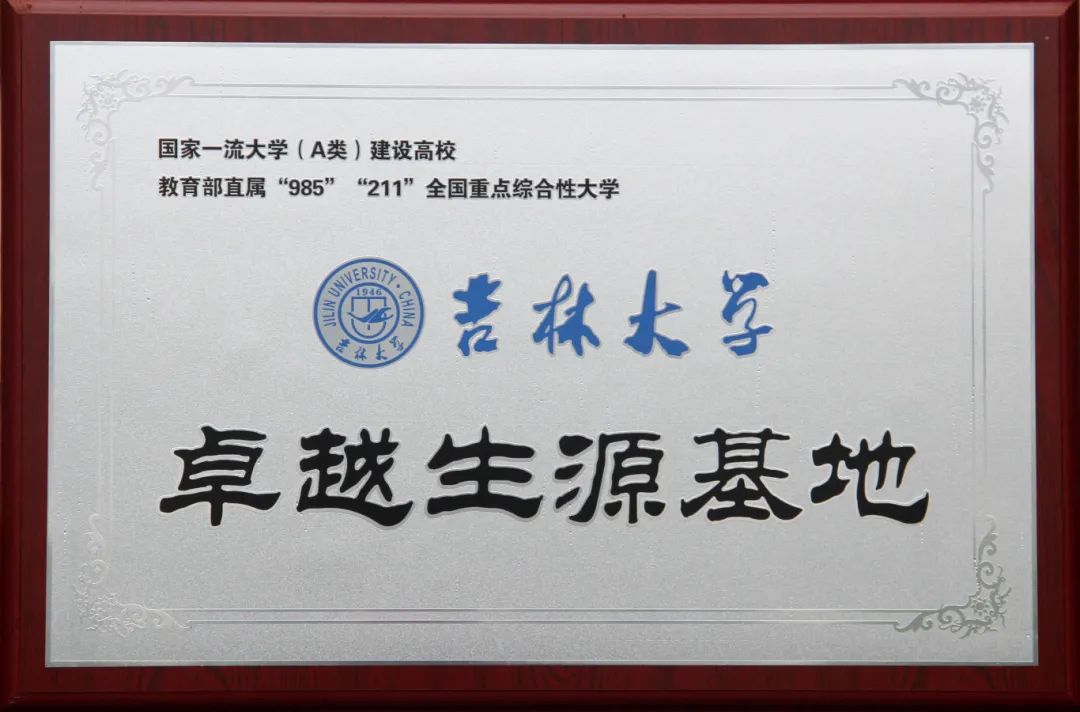 国家一流大学（A类）建设高校
教育部直属“985”“211”全国重点综合性大学
JILIN UNIVERSITY·CHINA
1946
吉林大学
吉林大学
卓越生源基地